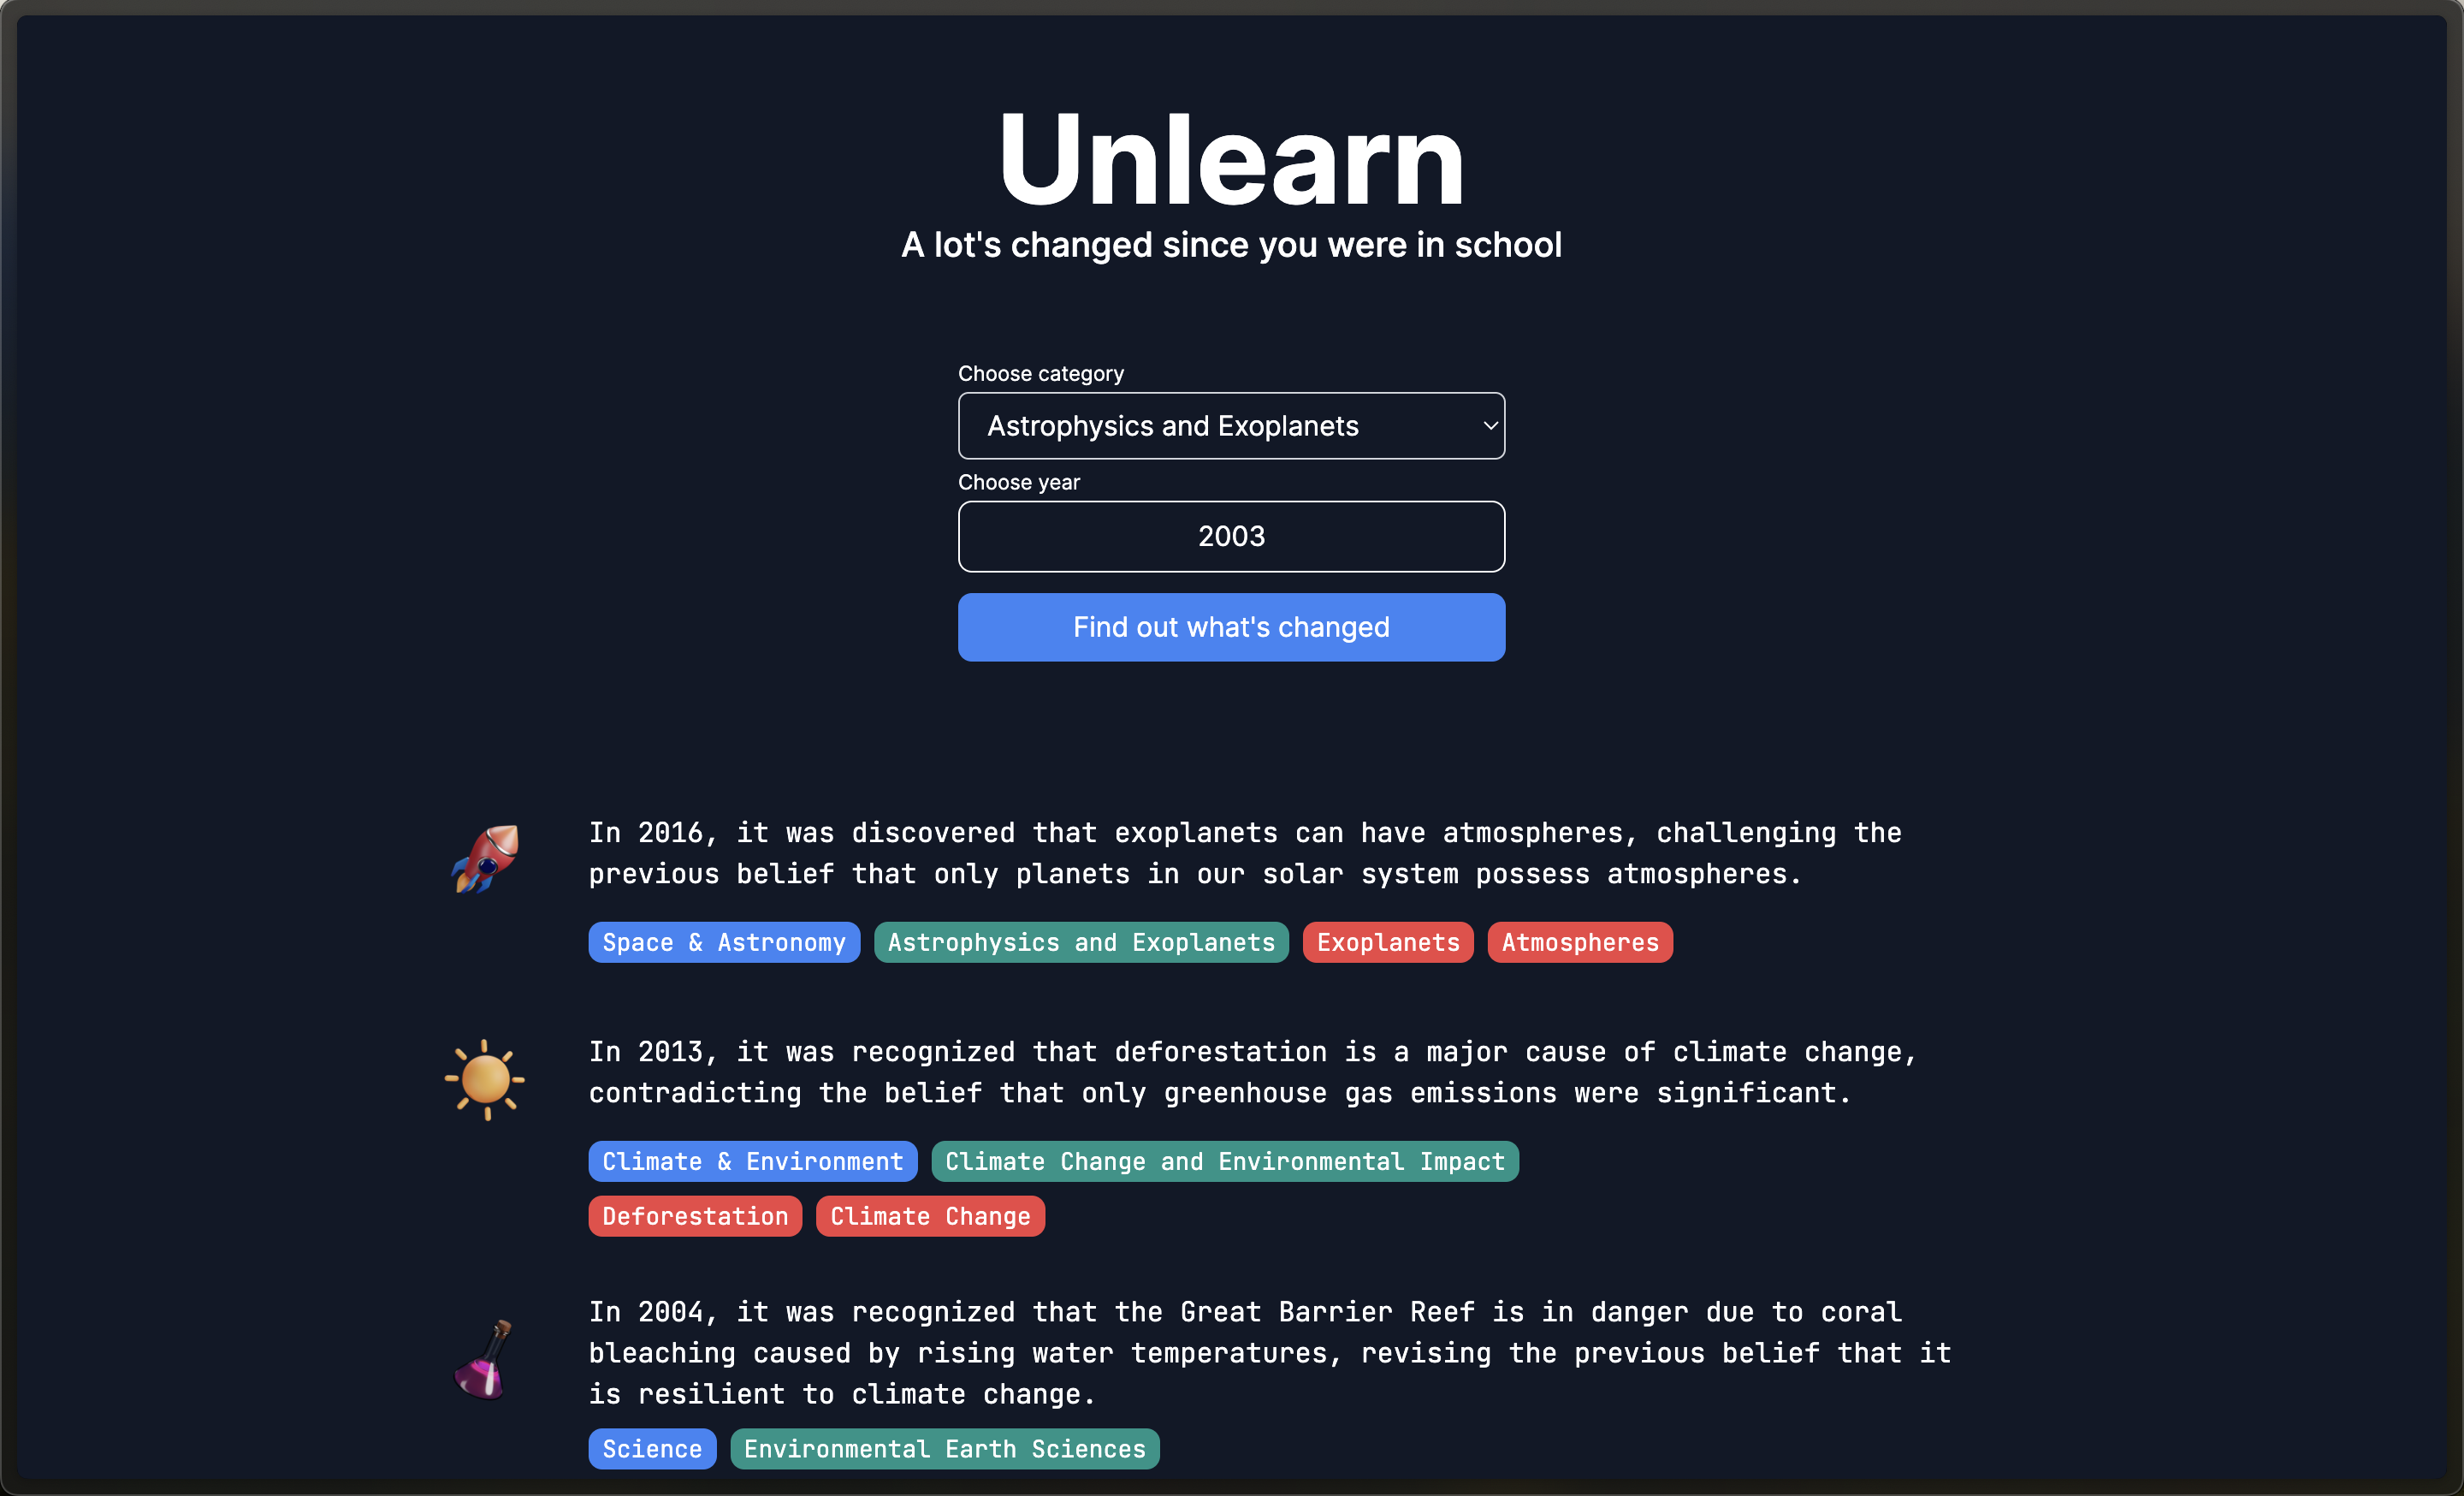 Unlearn
A lot's changed since you were in school
Choose category
Astrophysics and Exoplanets
Choose year
2003
Find out what's changed
In 2016, it was discovered that exoplanets can have atmospheres, challenging the
previous belief that only planets in our solar system possess atmospheres.
Space & Astronomy Astrophysics and Exoplanets Exoplanets Atmospheres
In 2013, it was recognized that deforestation is a major cause of climate change,
contradicting the belief that only greenhouse gas emissions were significant.
Climate & Environment Climate Change and Environmental Impact
Deforestation Climate Change
In 2004, it was recognized that the Great Barrier Reef is in danger due to coral
bleaching caused by rising water temperatures, revising the previous belief that it
is resilient to climate change.
Science Environmental Earth Sciences